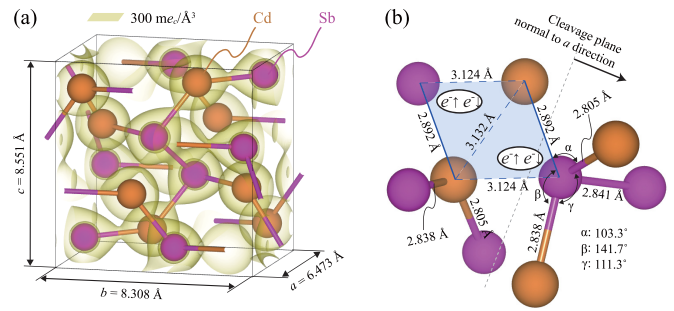 (a)
300 meₑ/Å³
Cd
Sb
c = 8.551 Å
b = 8.308 Å
a = 6.473 Å
(b)
Cleavage plane
normal to a direction
3.124 Å
e⁻↑ e⁻↓
2.892 Å
3.132 Å
2.892 Å
2.805 Å
α
e⁻↑ e⁻↓
3.124 Å
β
γ
2.841 Å
2.838 Å
2.805 Å
2.838 Å
α: 103.3°
β: 141.7°
γ: 111.3°